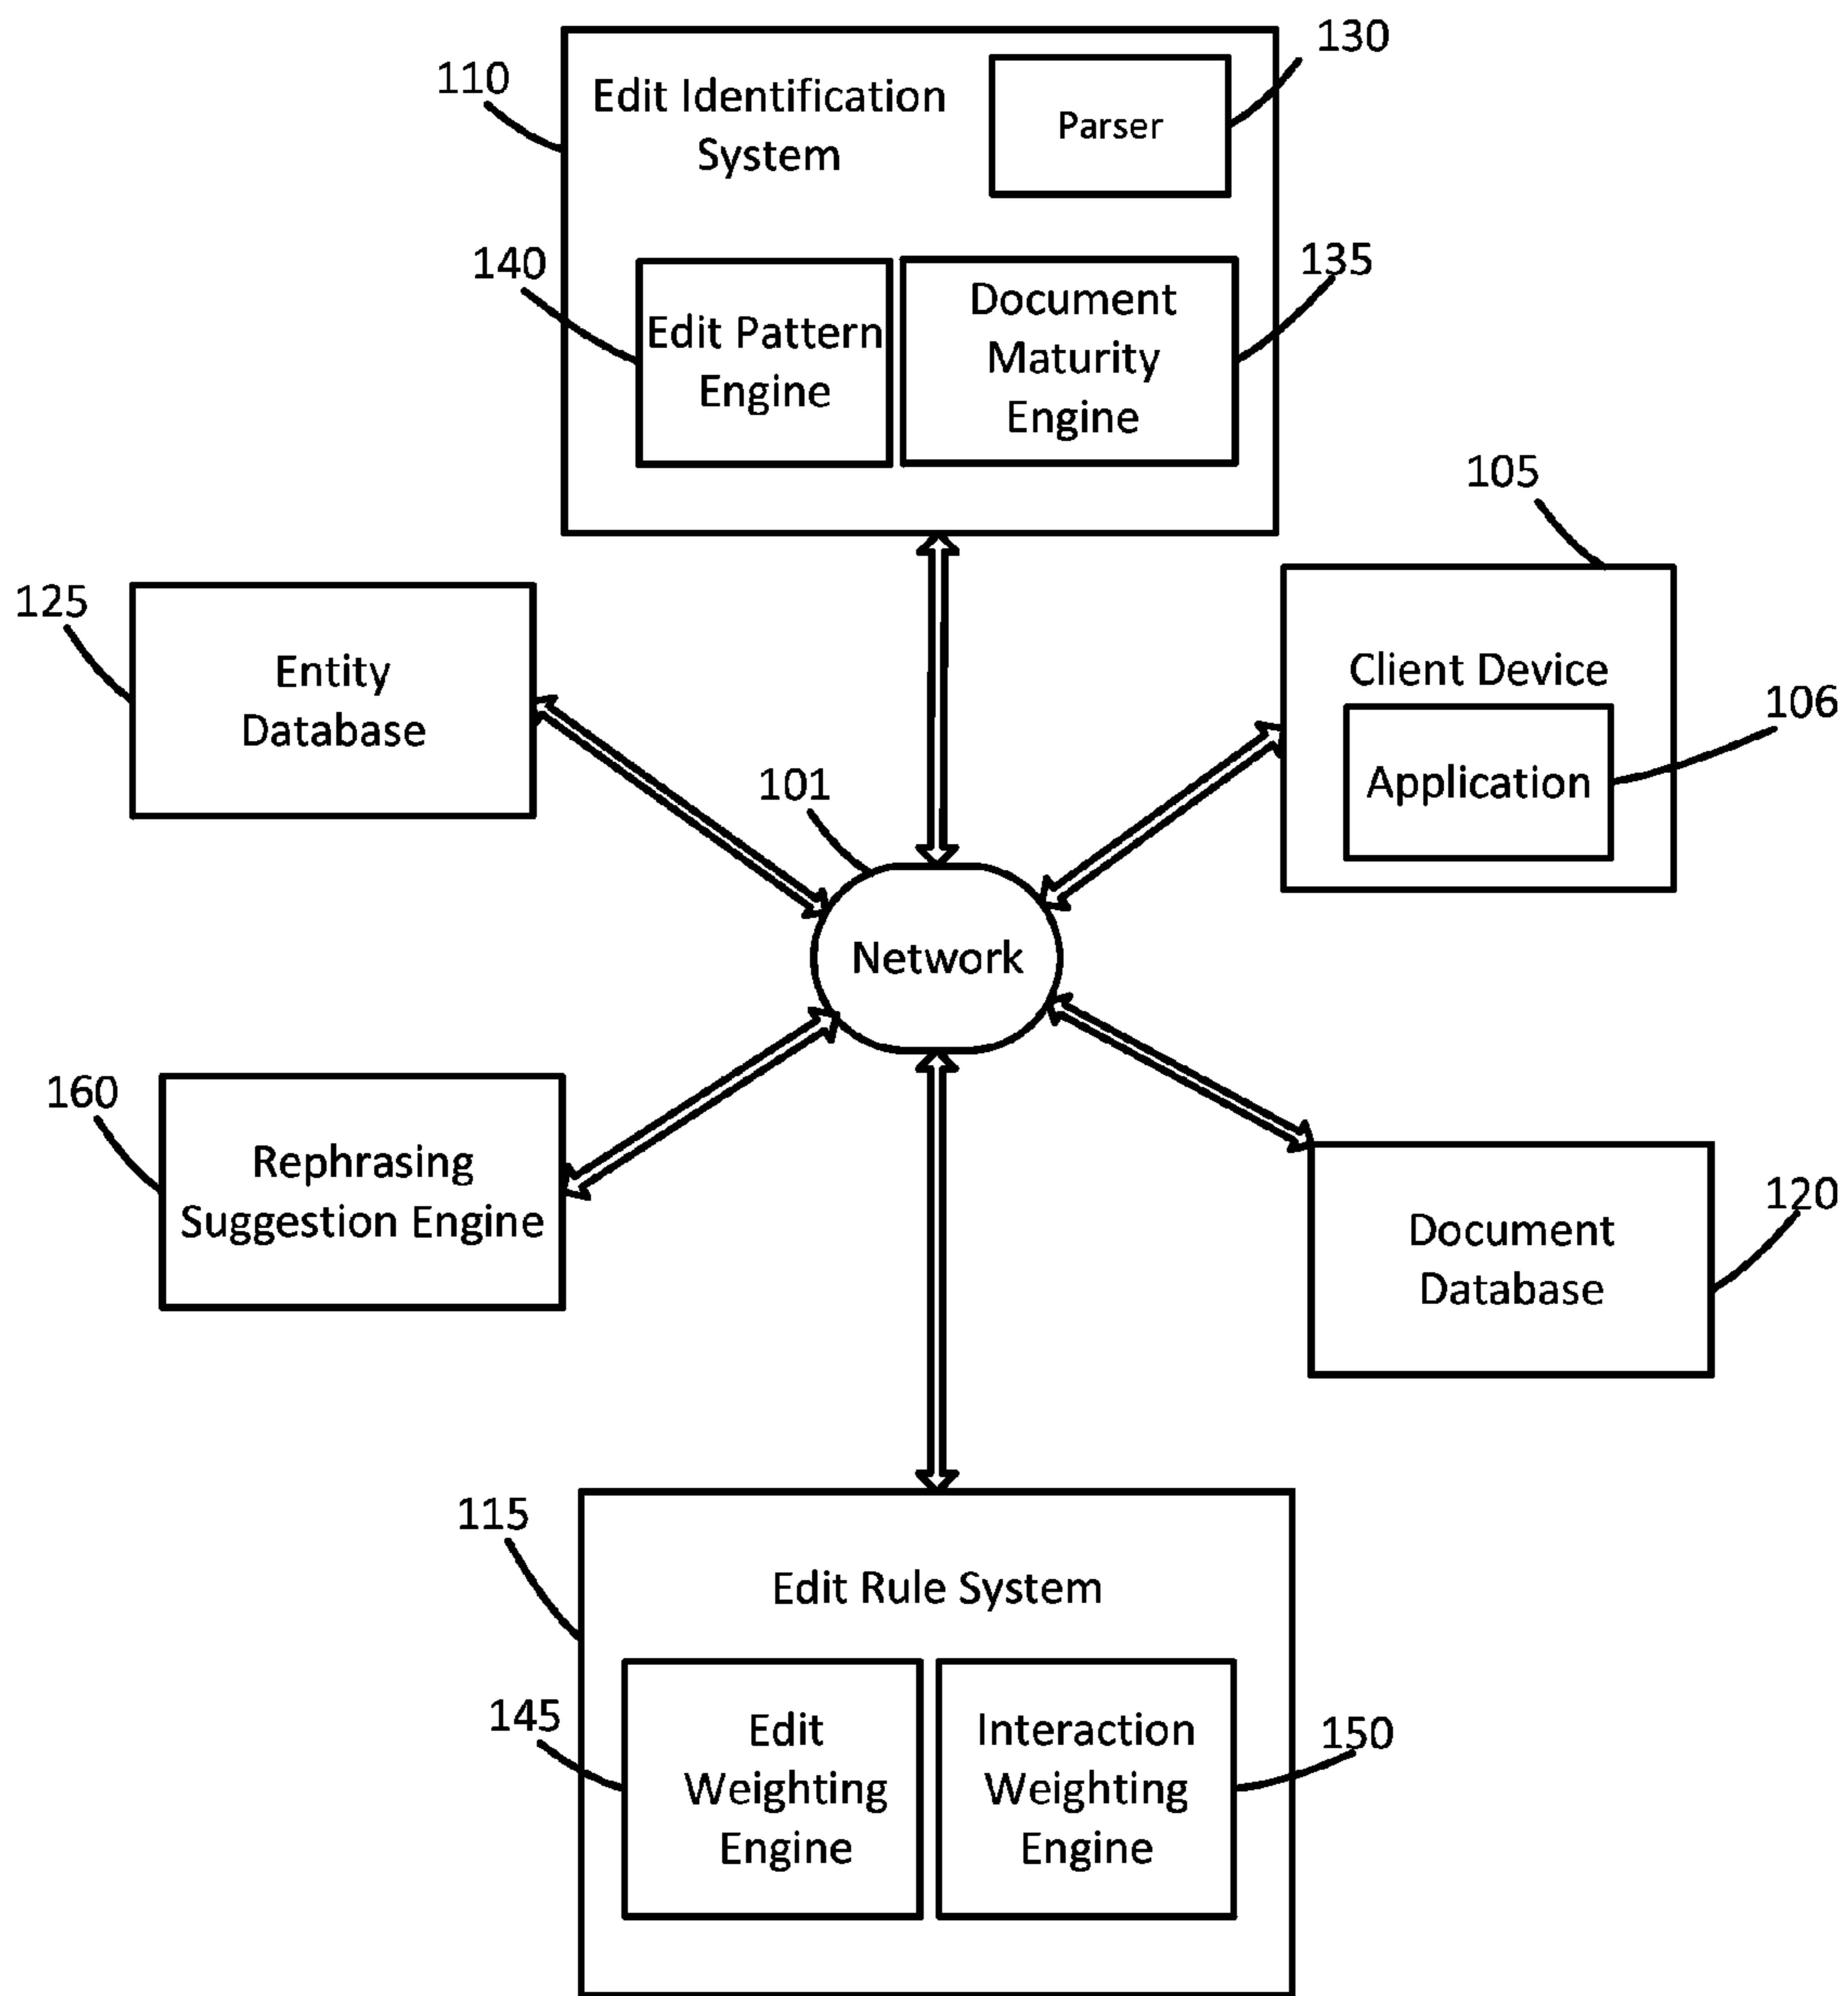 130
110
Edit Identification
System
Parser
140
135
Edit Pattern
Engine
Document
Maturity
Engine
105
125
Entity
Database
Client Device
106
Application
101
Network
160
Rephrasing
Suggestion Engine
120
Document
Database
115
Edit Rule System
145
Edit
Weighting
Engine
Interaction
Weighting
Engine
150